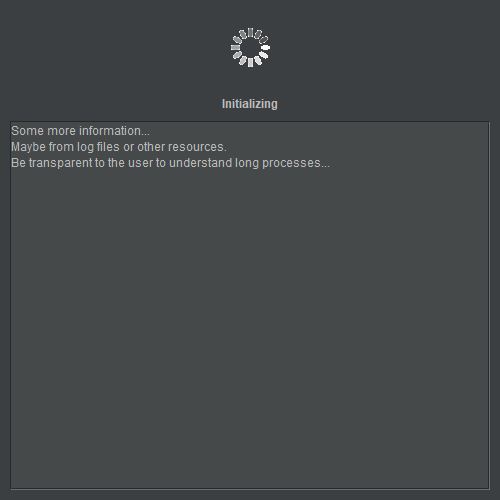 Initializing
Some more information...
Maybe from log files or other resources.
Be transparent to the user to understand long processes...